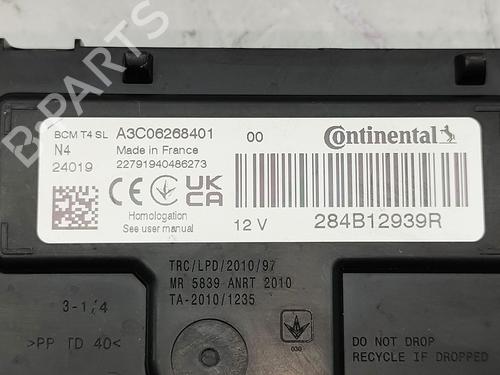 B-PARTS
BCM T4 SL A3C06268401 00
N4 Made in France
24019 22791940486273
Continental
CE UK CA
Homologation
See user manual
12 V 284B12939R
TRC/LPD/2010/97
MR 5839 ANRT 2010
TA-2010/1235
3-1/4
>PP TD 40<
030
DO NOT DROP
RECYCLE IF DROPPED